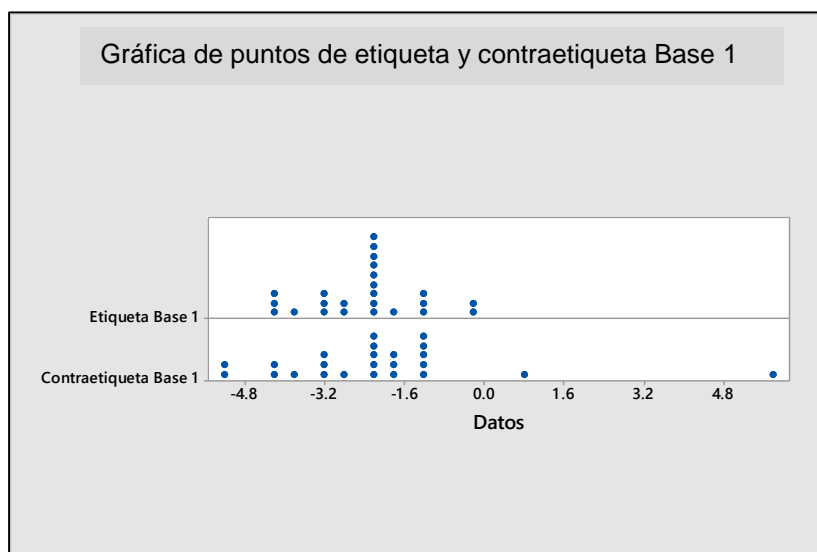 Gráfica de puntos de etiqueta y contraetiqueta Base 1
Etiqueta Base 1
Contraetiqueta Base 1
-4.8 -3.2 -1.6 0.0 1.6 3.2 4.8
Datos